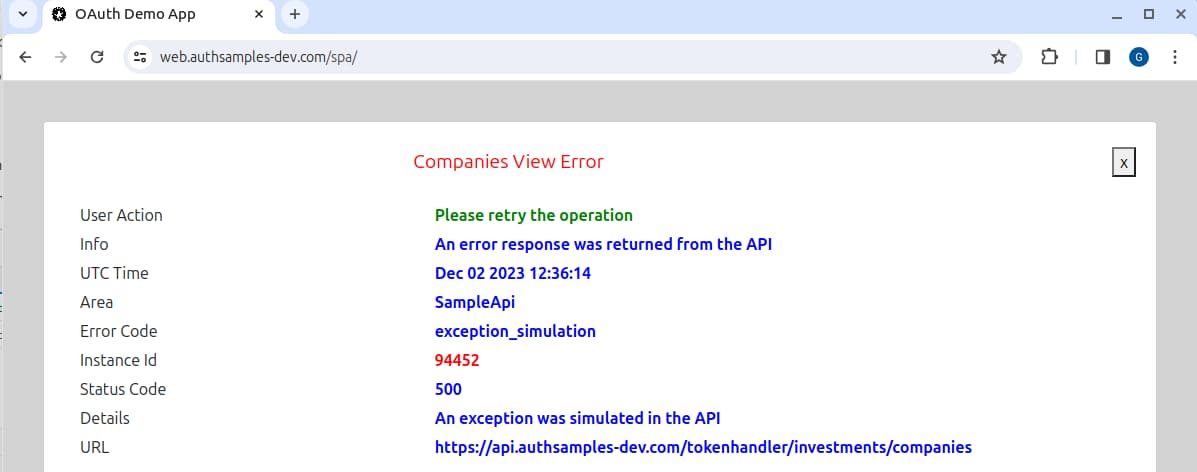 OAuth Demo App
web.authsamples-dev.com/spa/
G
Companies View Error
x
User Action Please retry the operation
Info An error response was returned from the API
UTC Time Dec 02 2023 12:36:14
Area SampleApi
Error Code exception_simulation
Instance Id 94452
Status Code 500
Details An exception was simulated in the API
URL https://api.authsamples-dev.com/tokenhandler/investments/companies